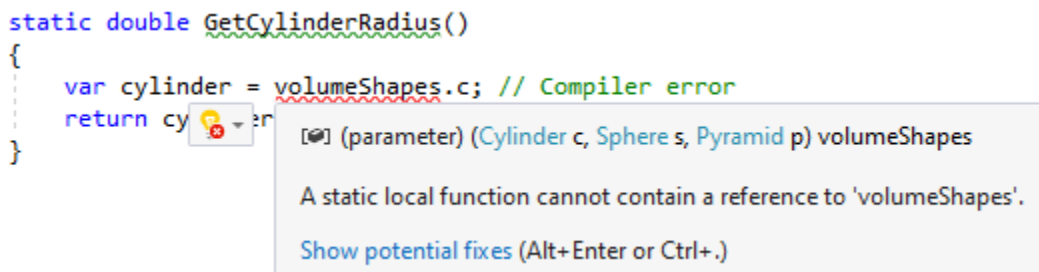 static double GetCylinderRadius()
{
var cylinder = volumeShapes.c; // Compiler error
return cy er
}
(parameter) (Cylinder c, Sphere s, Pyramid p) volumeShapes
A static local function cannot contain a reference to 'volumeShapes'.
Show potential fixes (Alt+Enter or Ctrl+.)